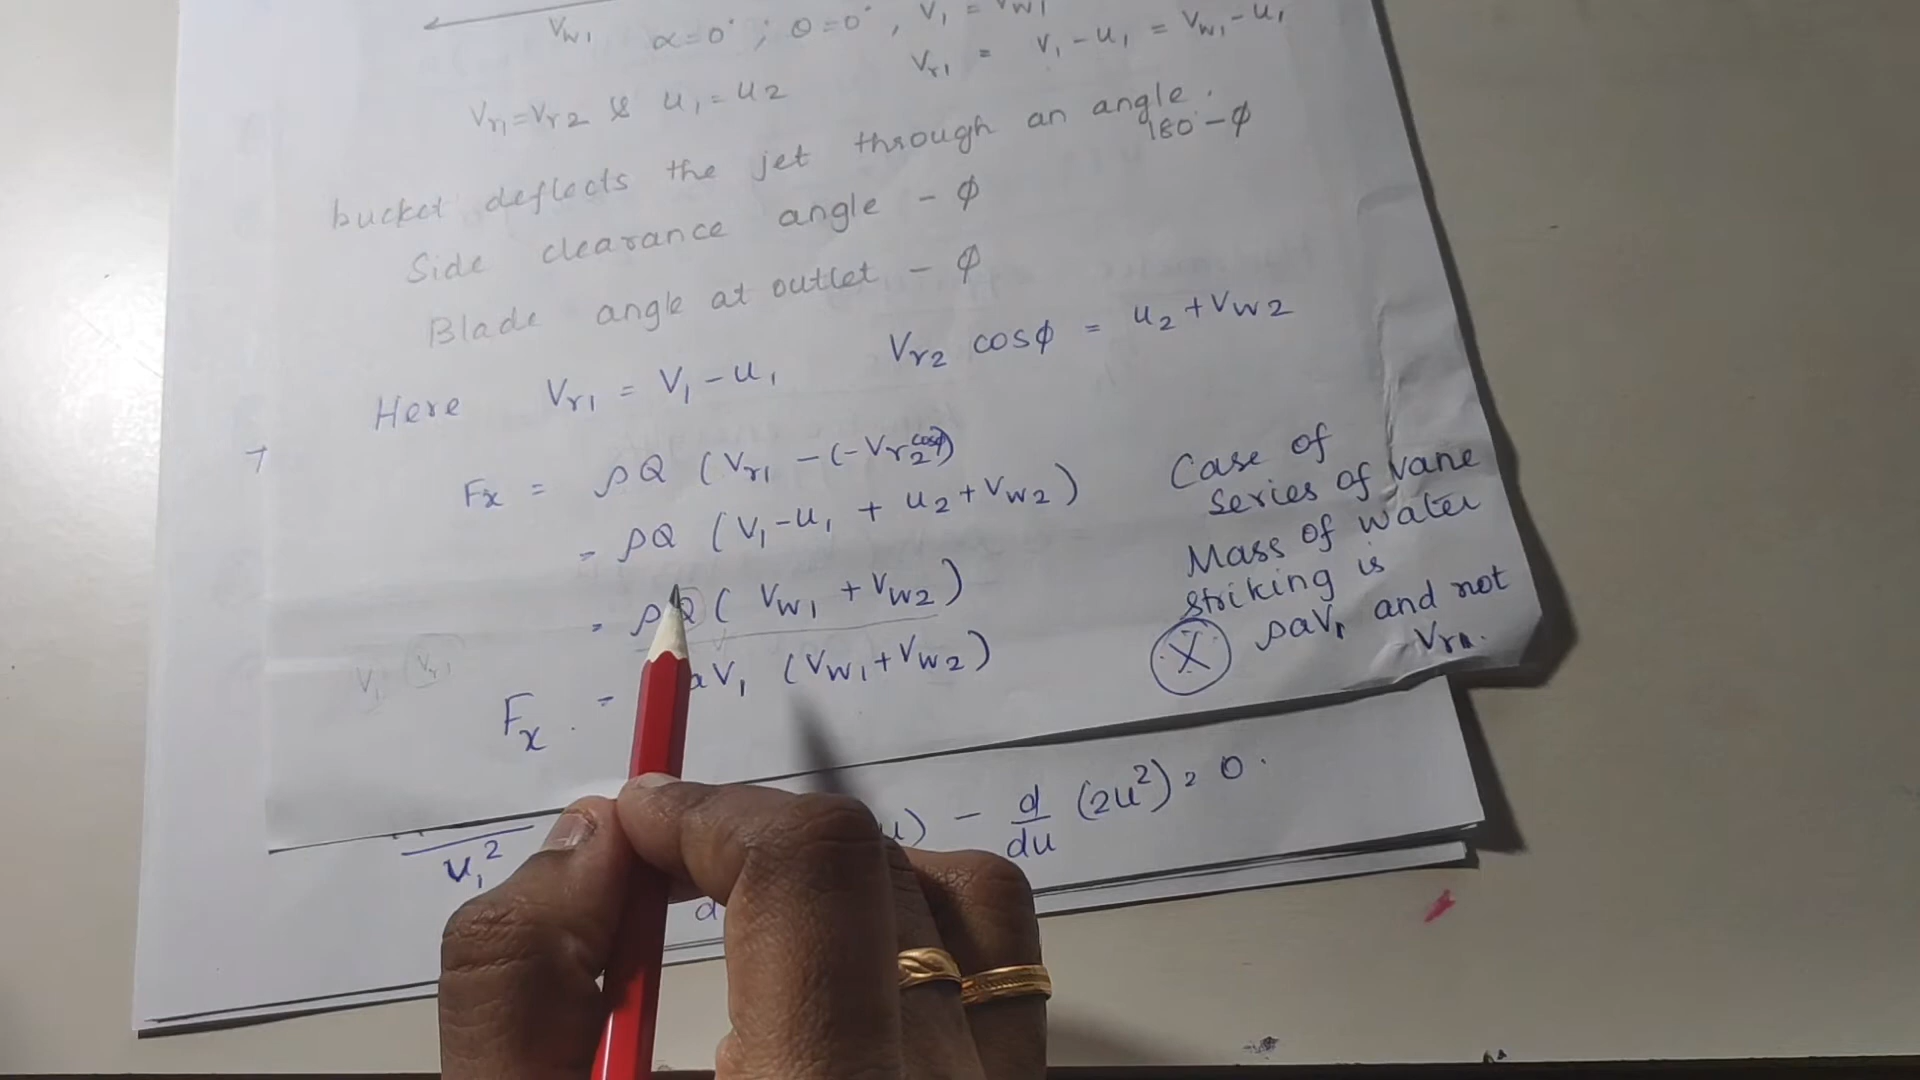 Vw1 α=0° ; θ=0° , V1 = Vw1
Vr1 = V1 - u1 = Vw1 - u1
Vr1=Vr2 & u1=u2
bucket deflects the jet through an angle.
180°-ϕ
Side clearance angle - ϕ
Blade angle at outlet - ϕ
Here Vr1 = V1 - u1 Vr2 cosϕ = u2 + Vw2
Fx = ρQ (Vr1 - (-Vr2 cosϕ)
= ρQ (V1 - u1 + u2 + Vw2)
= ρQ ( Vw1 + Vw2)
Fx = aV1 (Vw1 + Vw2)
V1 (Vr1)
Case of
series of vane
Mass of water
striking is
ρaV1 and not
X Vr1.
V1² u) - d/du (2u²) = 0.
d